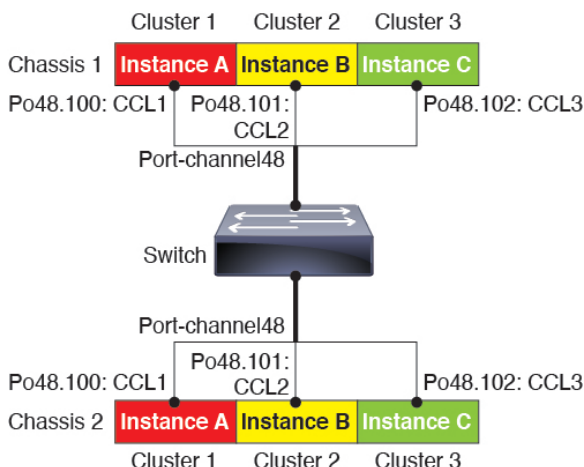 Cluster 1 Cluster 2 Cluster 3
Chassis 1 Instance A Instance B Instance C
Po48.100: CCL1 Po48.101: CCL2 Po48.102: CCL3
Port-channel48
Switch
Port-channel48
Po48.100: CCL1 Po48.101: CCL2 Po48.102: CCL3
Chassis 2 Instance A Instance B Instance C
Cluster 1 Cluster 2 Cluster 3